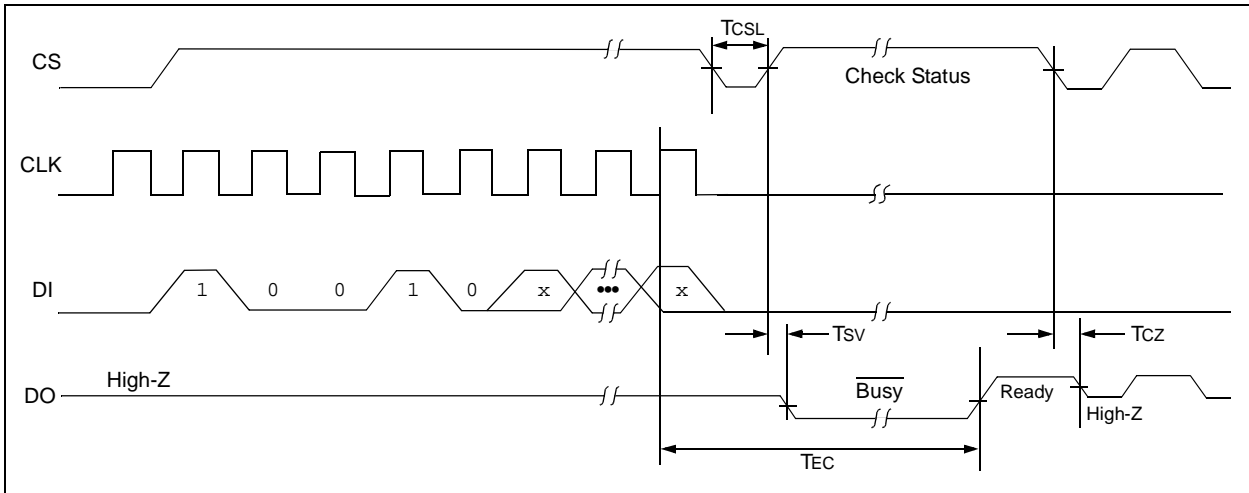 TCSL
CS
Check Status
CLK
DI
1 0 0 1 0 x ••• x
TSV
TCZ
High-Z
DO
Busy
Ready
High-Z
TEC